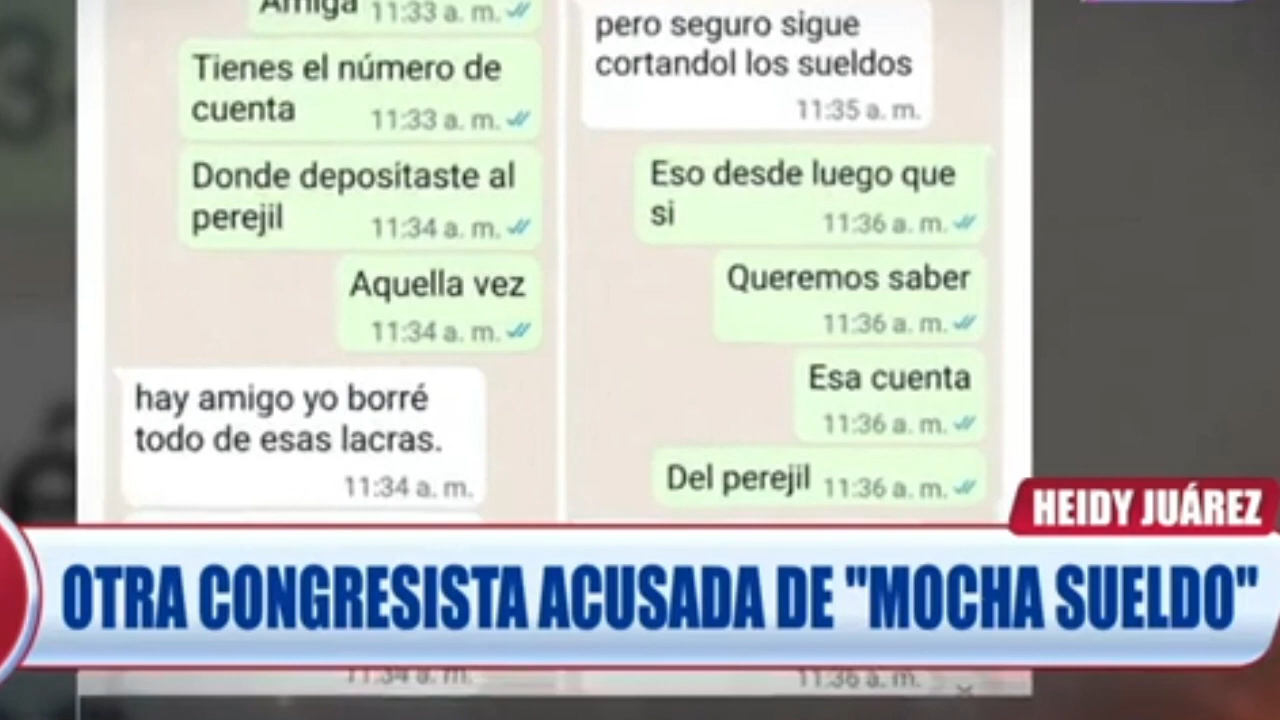 Amiga 11:33 a. m.
Tienes el número de
cuenta 11:33 a. m.
Donde depositaste al
perejil 11:34 a. m.
Aquella vez
11:34 a. m.
hay amigo yo borré
todo de esas lacras.
11:34 a. m.
11:34 a. m.
pero seguro sigue
cortandol los sueldos
11:35 a. m.
Eso desde luego que
si 11:36 a. m.
Queremos saber
11:36 a. m.
Esa cuenta
11:36 a. m.
Del perejil 11:36 a. m.
11:36 a. m.
HEIDY JUÁREZ
OTRA CONGRESISTA ACUSADA DE "MOCHA SUELDO"